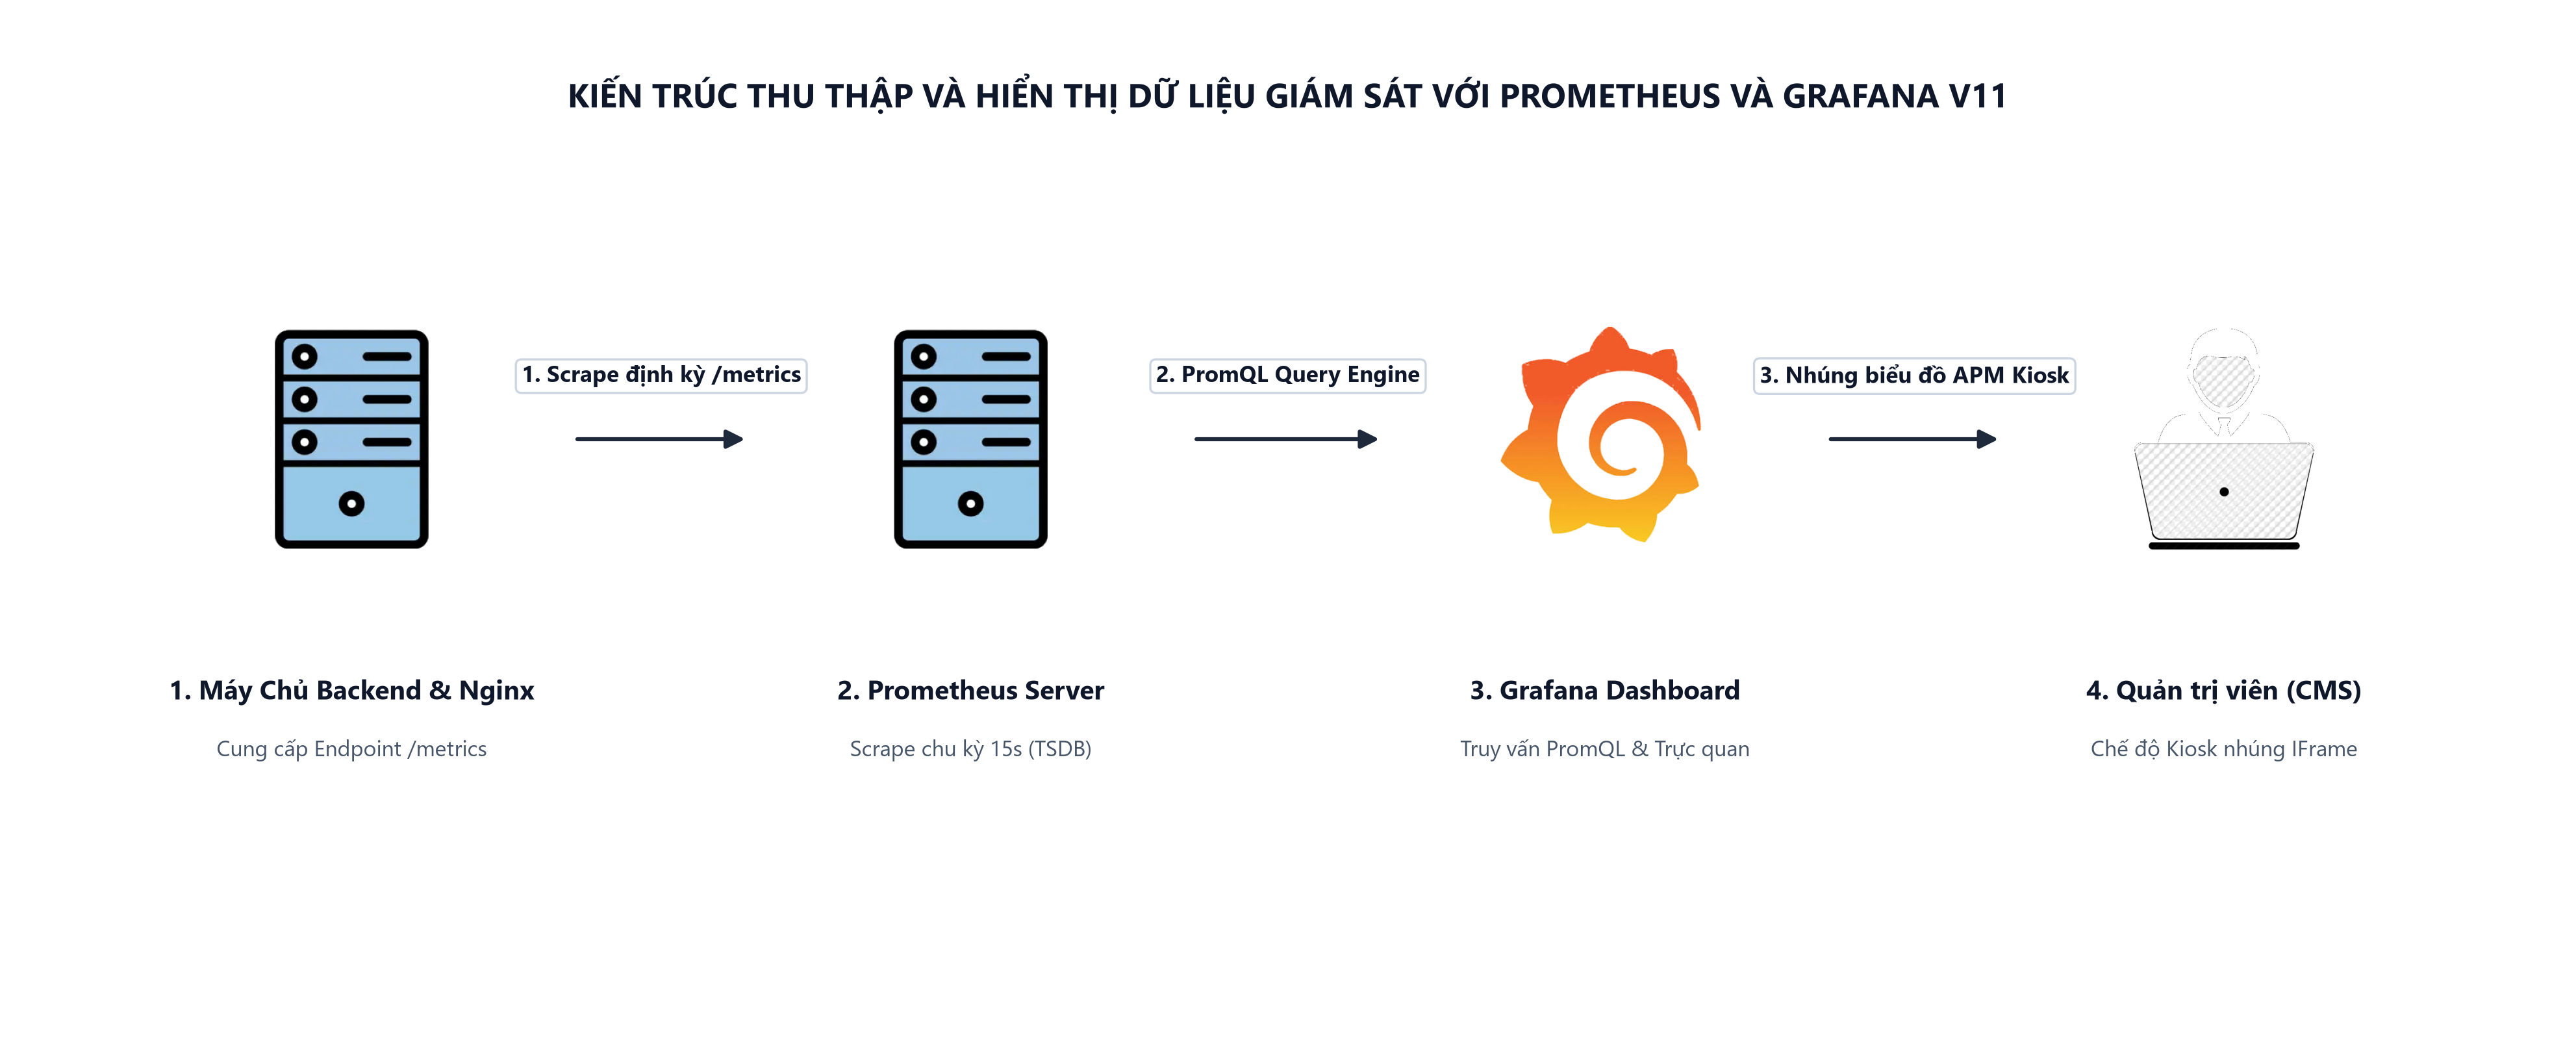 KIẾN TRÚC THU THẬP VÀ HIỂN THỊ DỮ LIỆU GIÁM SÁT VỚI PROMETHEUS VÀ GRAFANA V11
1. Scrape định kỳ /metrics
2. PromQL Query Engine
3. Nhúng biểu đồ APM Kiosk
1. Máy Chủ Backend & Nginx
2. Prometheus Server
3. Grafana Dashboard
4. Quản trị viên (CMS)
Cung cấp Endpoint /metrics
Scrape chu kỳ 15s (TSDB)
Truy vấn PromQL & Trực quan
Chế độ Kiosk nhúng IFrame